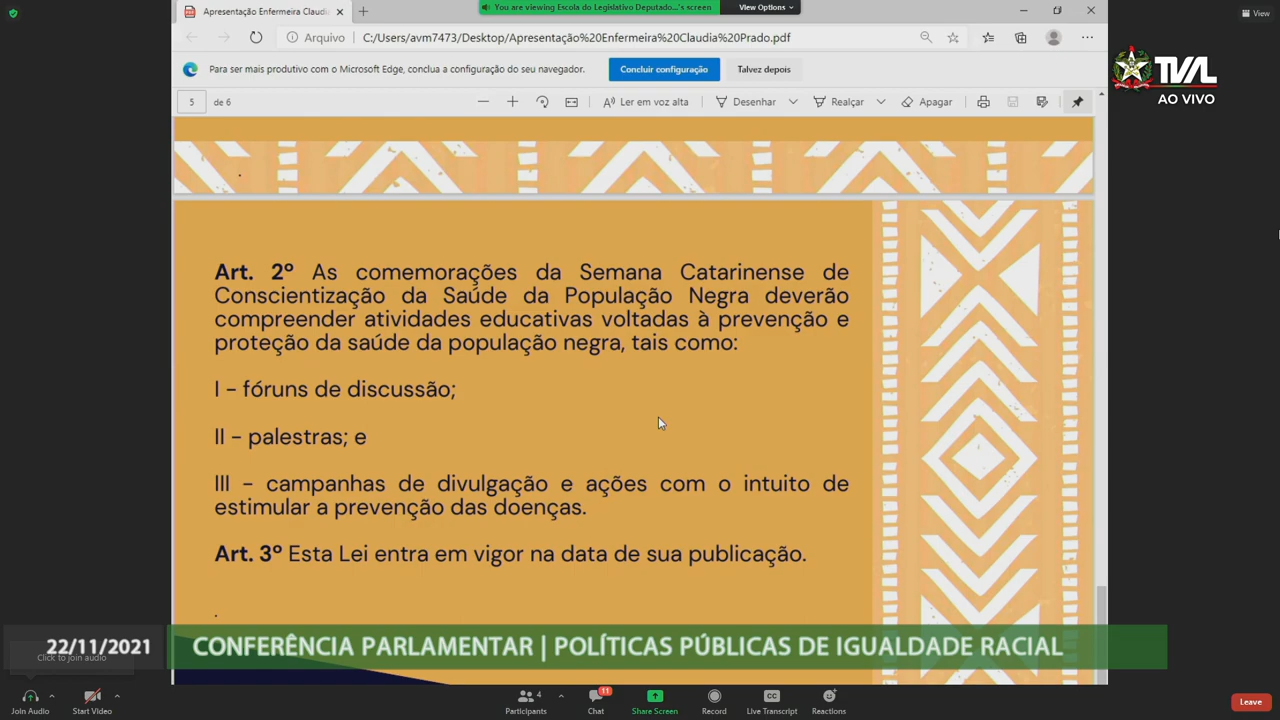 Apresentação Enfermeira Claudia
You are viewing Escola do Legislativo Deputado...'s screen
View Options
View
Arquivo
C:/Users/avm7473/Desktop/Apresentação%20Enfermeira%20Claudia%20Prado.pdf
Para ser mais produtivo com o Microsoft Edge, conclua a configuração do seu navegador.
Concluir configuração
Talvez depois
TVAL
AO VIVO
5 de 6
Ler em voz alta
Desenhar
Realçar
Apagar
Art. 2º As comemorações da Semana Catarinense de
Conscientização da Saúde da População Negra deverão
compreender atividades educativas voltadas à prevenção e
proteção da saúde da população negra, tais como:
I - fóruns de discussão;
II - palestras; e
III - campanhas de divulgação e ações com o intuito de
estimular a prevenção das doenças.
Art. 3º Esta Lei entra em vigor na data de sua publicação.
.
22/11/2021
CONFERÊNCIA PARLAMENTAR | POLÍTICAS PÚBLICAS DE IGUALDADE RACIAL
Click to join audio
Join Audio
Start Video
4
Participants
11
Chat
Share Screen
Record
CC
Live Transcript
Reactions
Leave